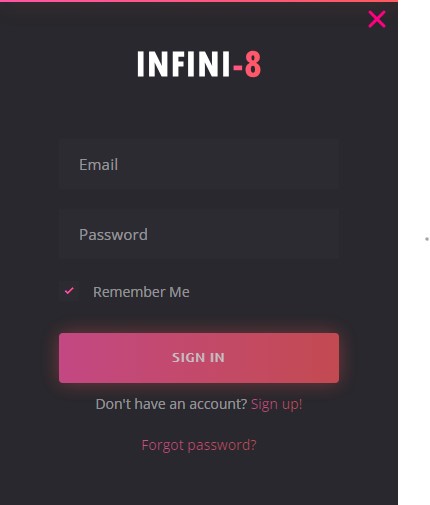 INFINI-8
Email
Password
Remember Me
SIGN IN
Don't have an account? Sign up!
Forgot password?